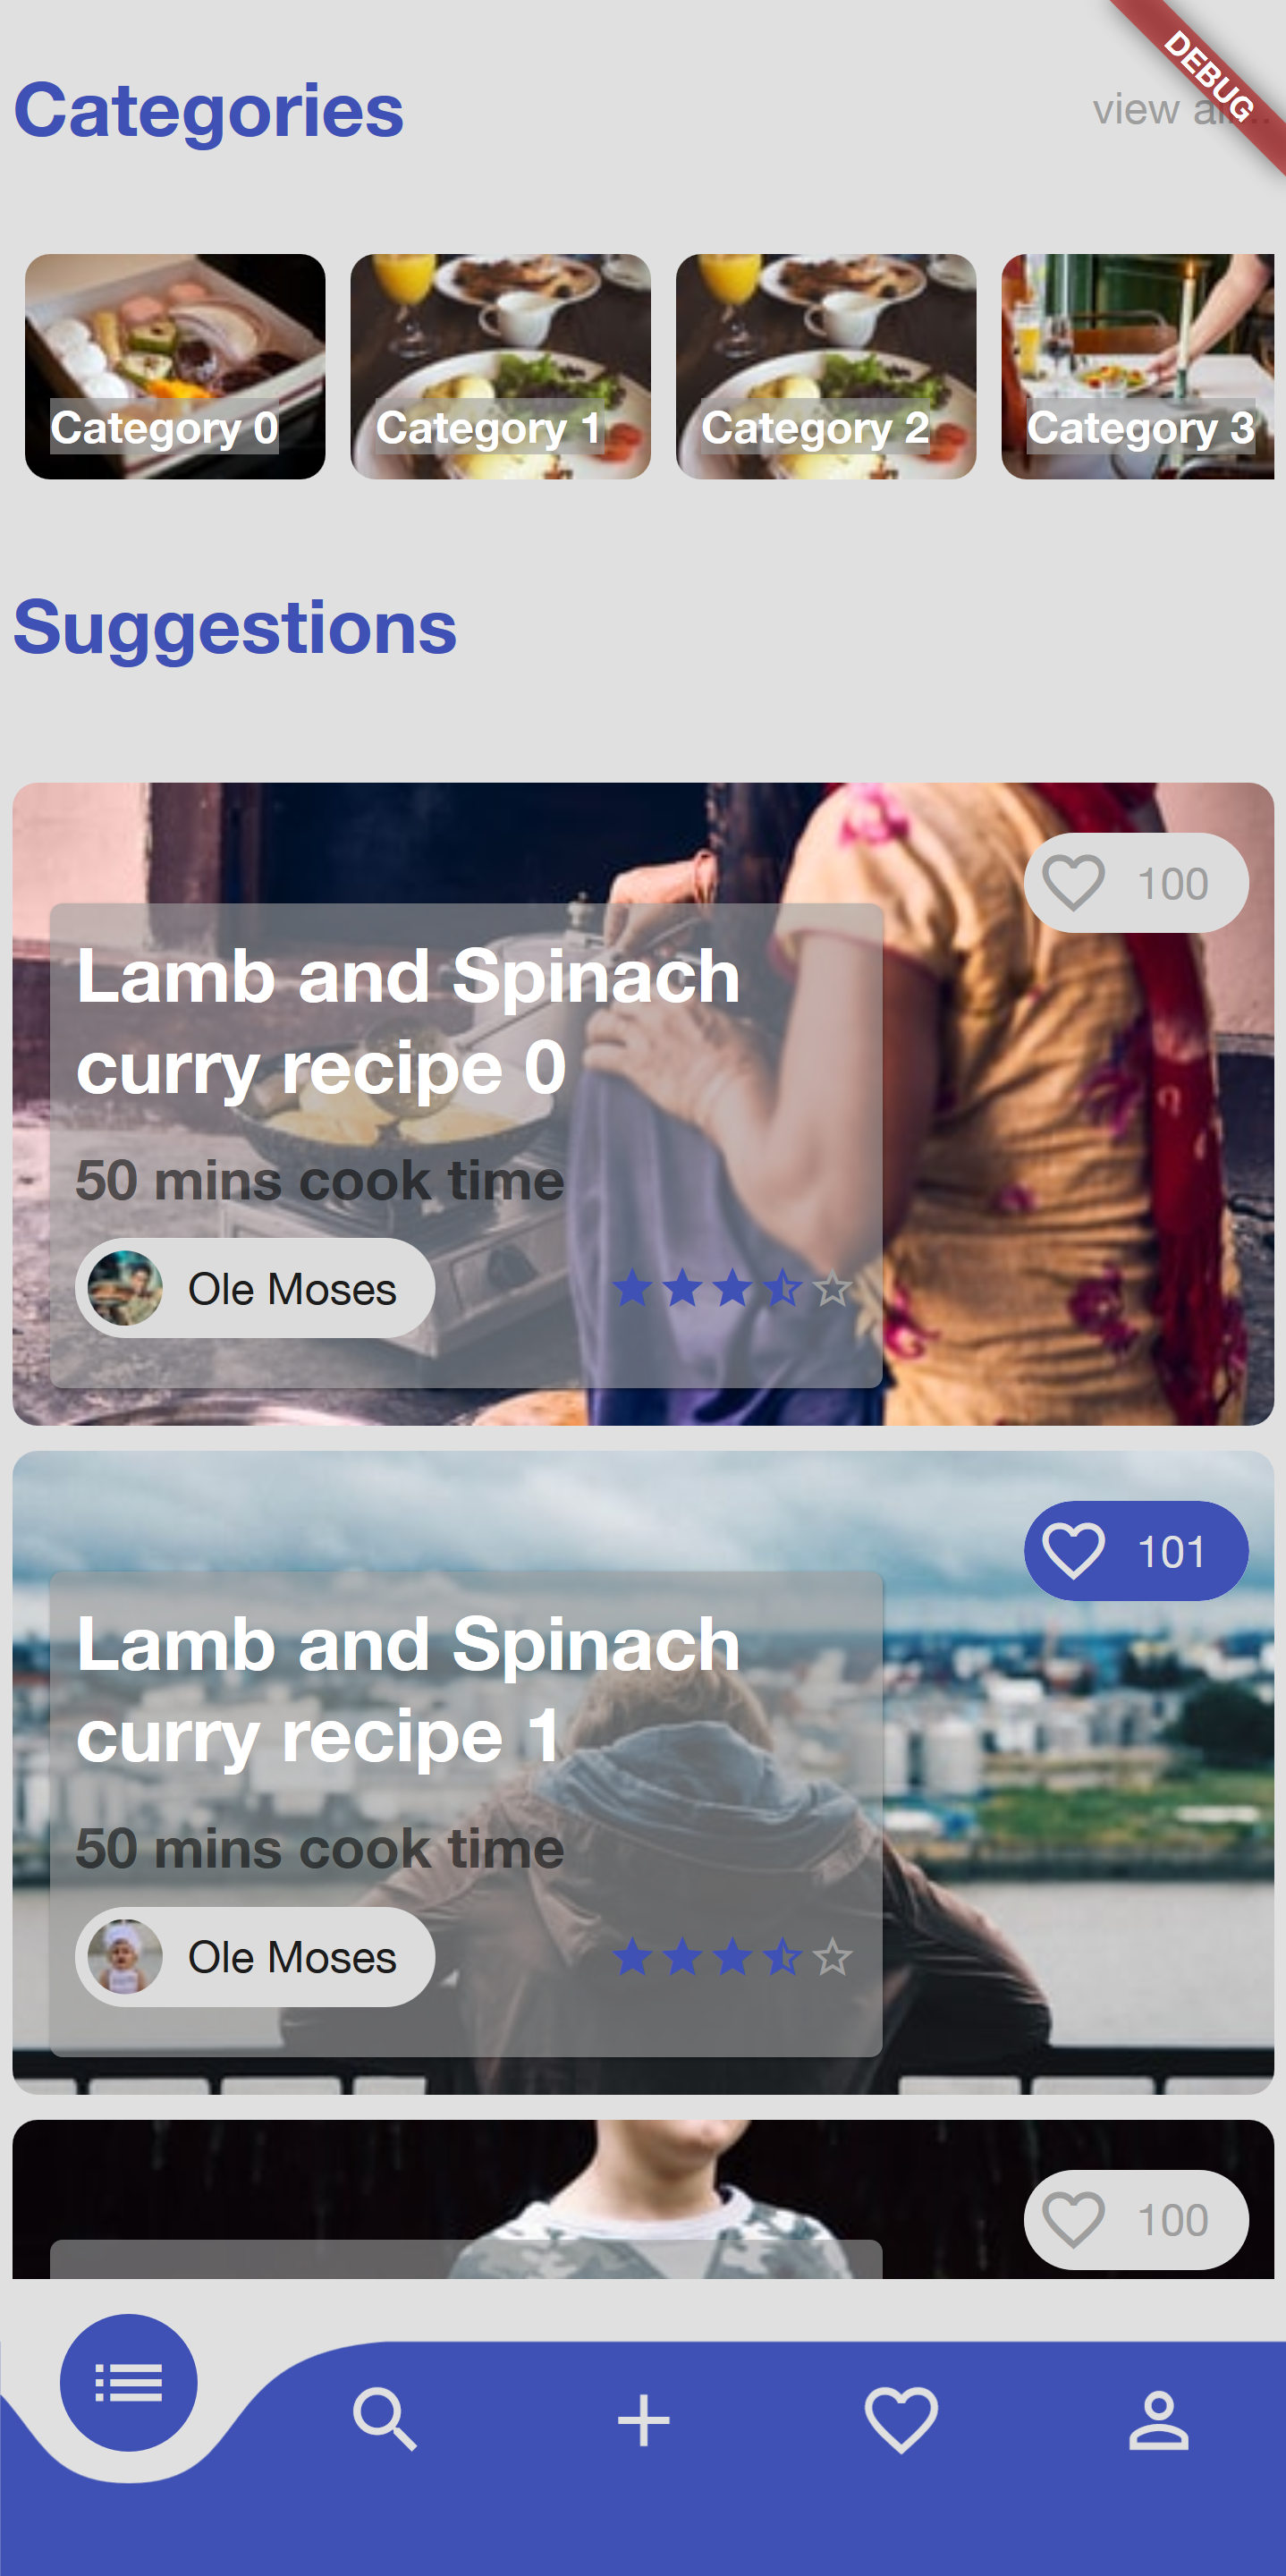 DEBUG
Categories
view all...
Category 0
Category 1
Category 2
Category 3
Suggestions
100
Lamb and Spinach
curry recipe 0
50 mins cook time
Ole Moses
101
Lamb and Spinach
curry recipe 1
50 mins cook time
Ole Moses
100